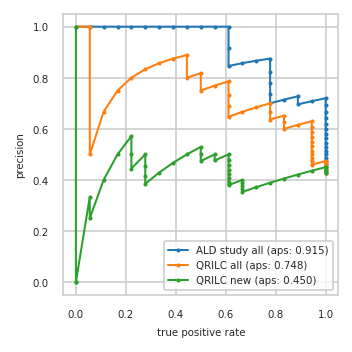 1.0
0.8
0.6
0.4
0.2
0.0
precision
0.0 0.2 0.4 0.6 0.8 1.0
true positive rate
ALD study all (aps: 0.915)
QRILC all (aps: 0.748)
QRILC new (aps: 0.450)